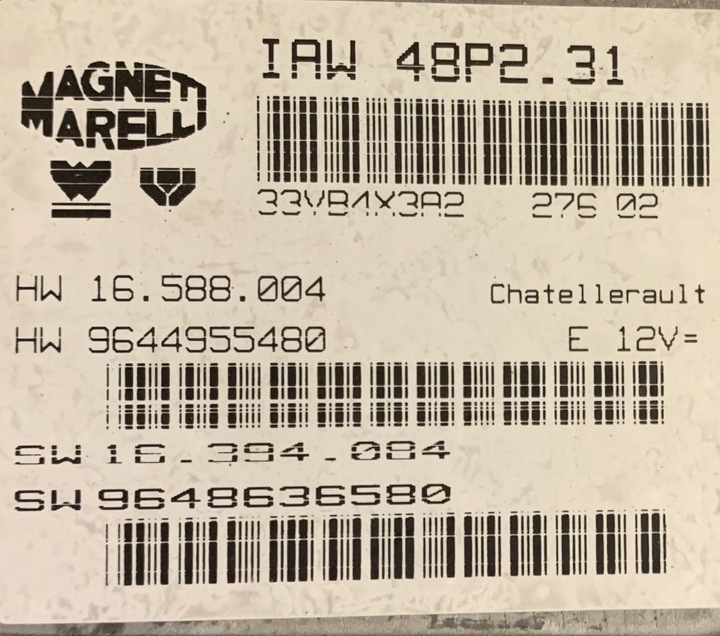 MAGNETI
MARELLI
IAW 48P2.31
33YB4X3A2 276 02
HW 16.588.004 Chatellerault
HW 9644955480 E 12V=
SW 16.394.084
SW 9648636580